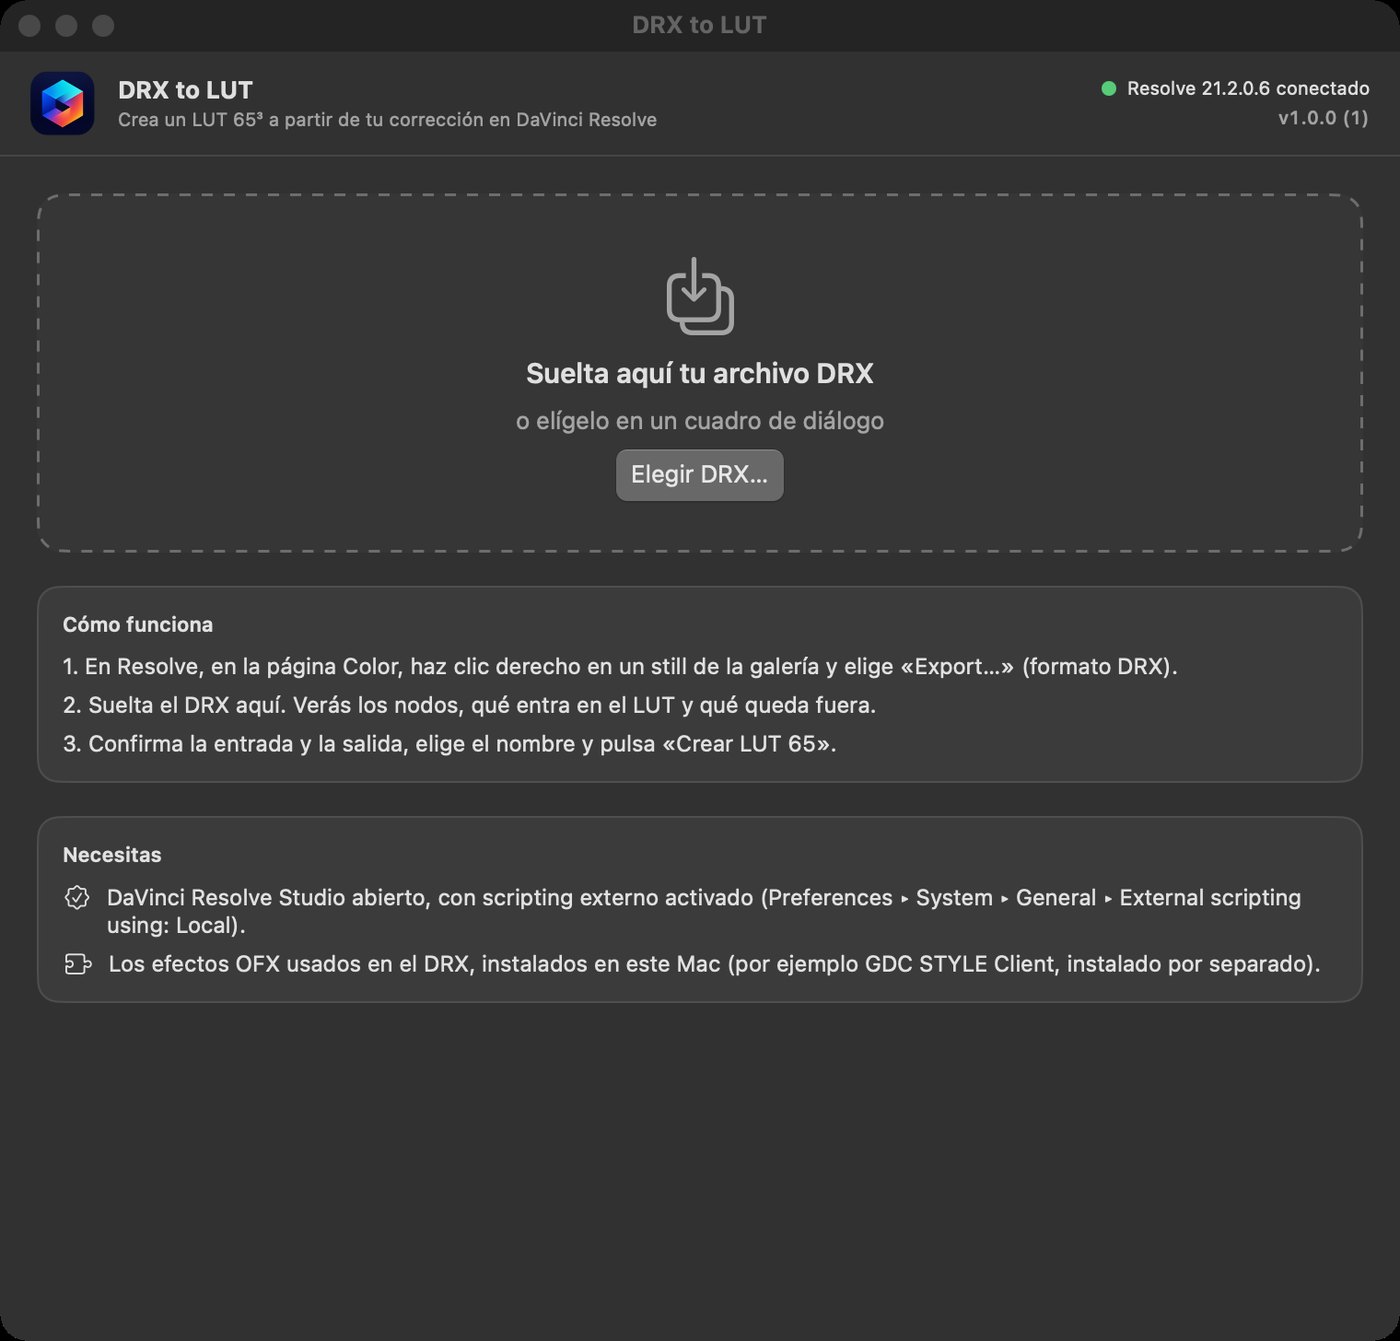 DRX to LUT
DRX to LUT
Crea un LUT 65³ a partir de tu corrección en DaVinci Resolve
Resolve 21.2.0.6 conectado
v1.0.0 (1)
Suelta aquí tu archivo DRX
o elígelo en un cuadro de diálogo
Elegir DRX...
Cómo funciona
1. En Resolve, en la página Color, haz clic derecho en un still de la galería y elige «Export...» (formato DRX).
2. Suelta el DRX aquí. Verás los nodos, qué entra en el LUT y qué queda fuera.
3. Confirma la entrada y la salida, elige el nombre y pulsa «Crear LUT 65».
Necesitas
DaVinci Resolve Studio abierto, con scripting externo activado (Preferences ▸ System ▸ General ▸ External scripting
using: Local).
Los efectos OFX usados en el DRX, instalados en este Mac (por ejemplo GDC STYLE Client, instalado por separado).